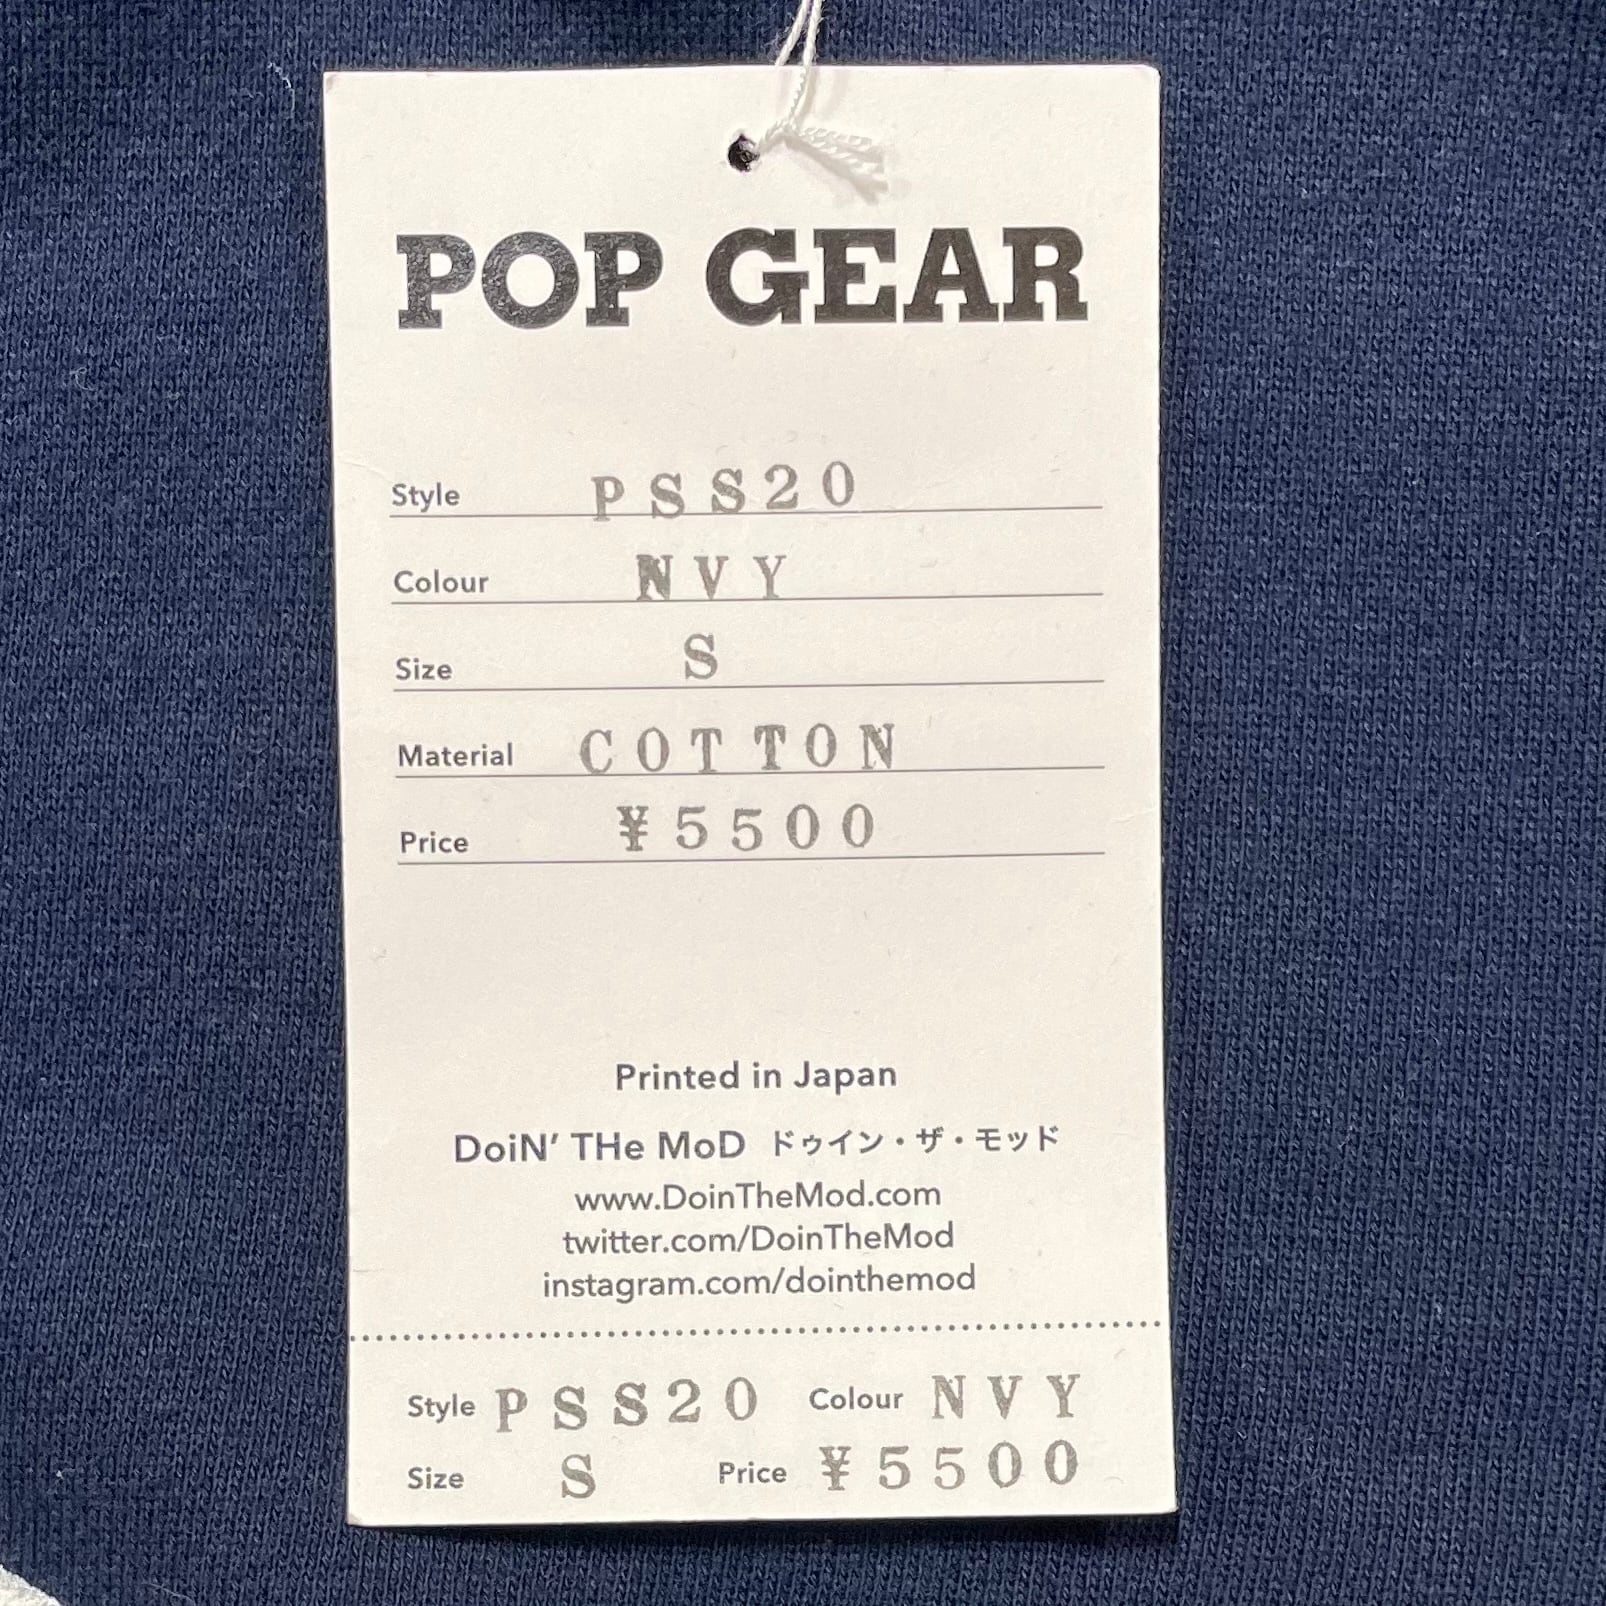 POP GEAR
Style PSS20
Colour NVY
Size S
Material COTTON
Price ¥5500
Printed in Japan
DoiN' THe MoD ドゥイン・ザ・モッド
www.DoinTheMod.com
twitter.com/DoinTheMod
instagram.com/dointhemod
Style PSS20 Colour NVY
Size S Price ¥5500